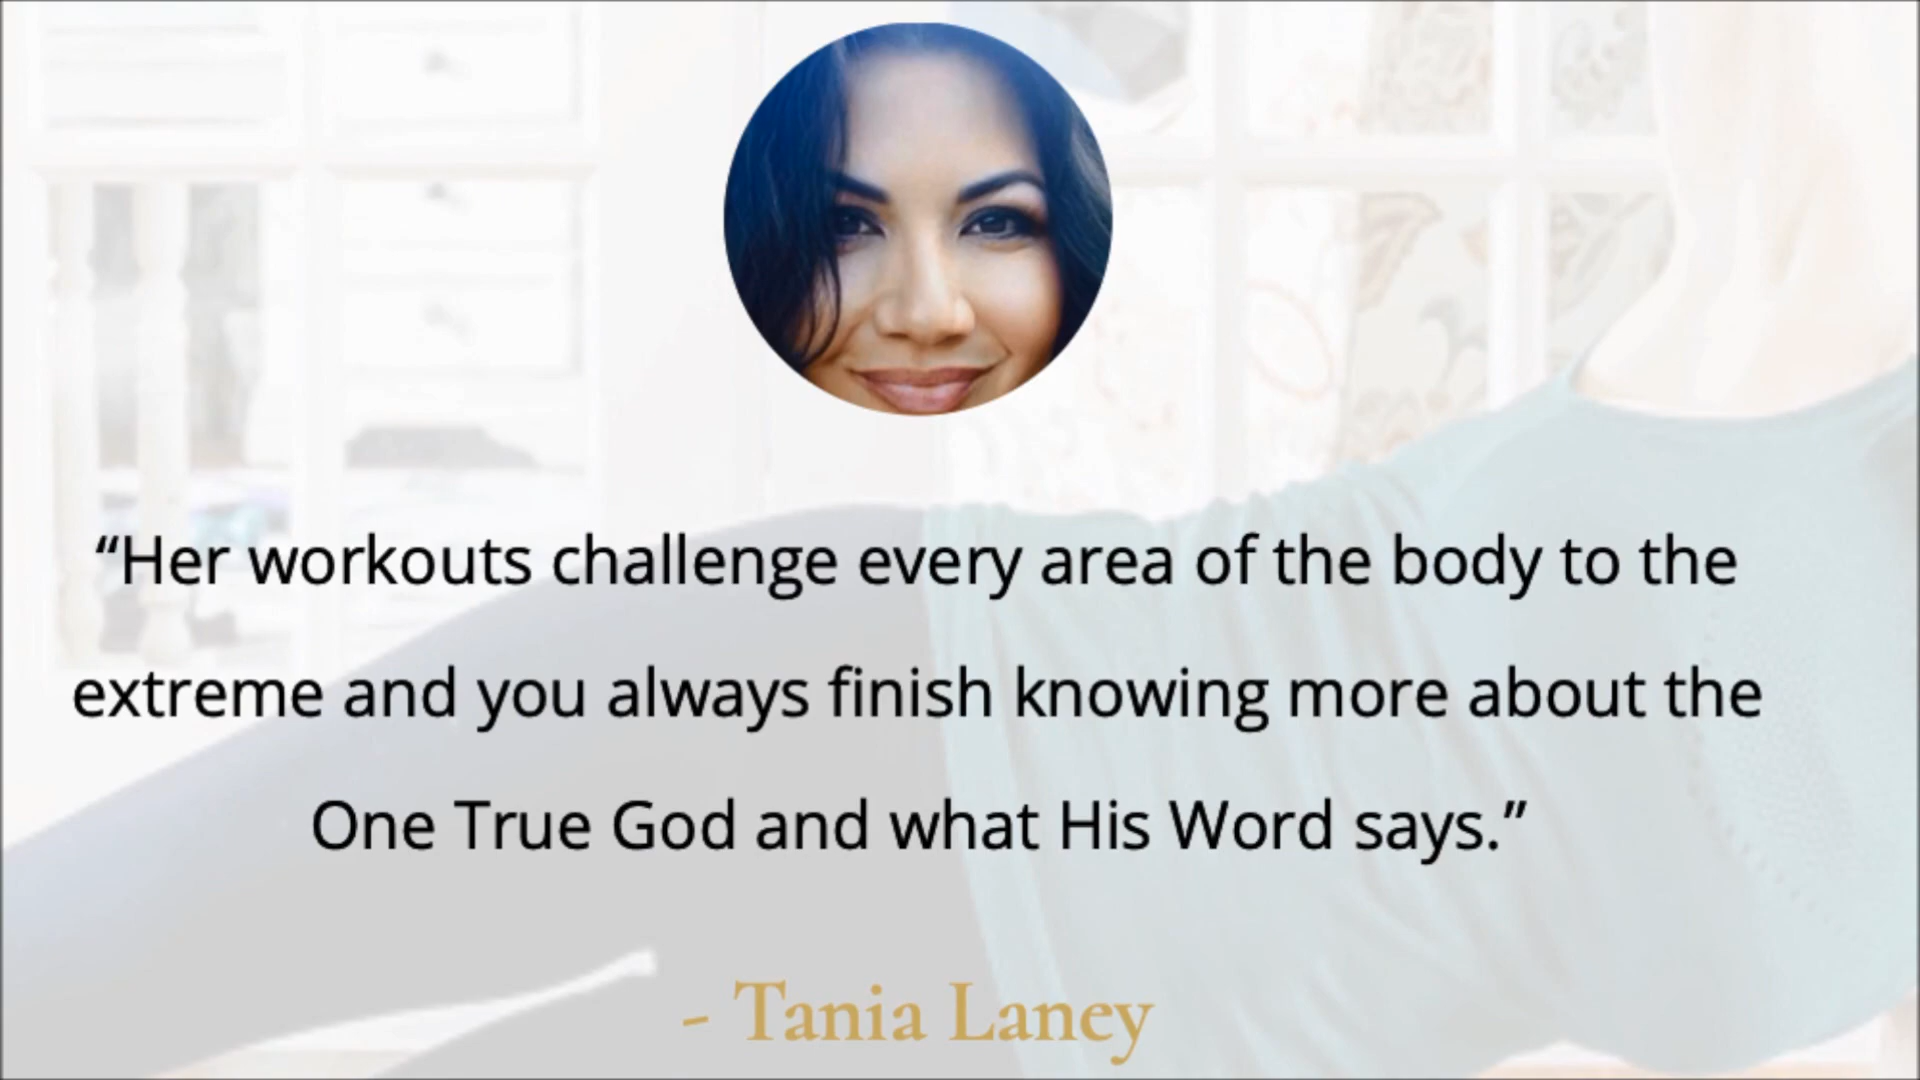 “Her workouts challenge every area of the body to the
extreme and you always finish knowing more about the
One True God and what His Word says.”
- Tania Laney